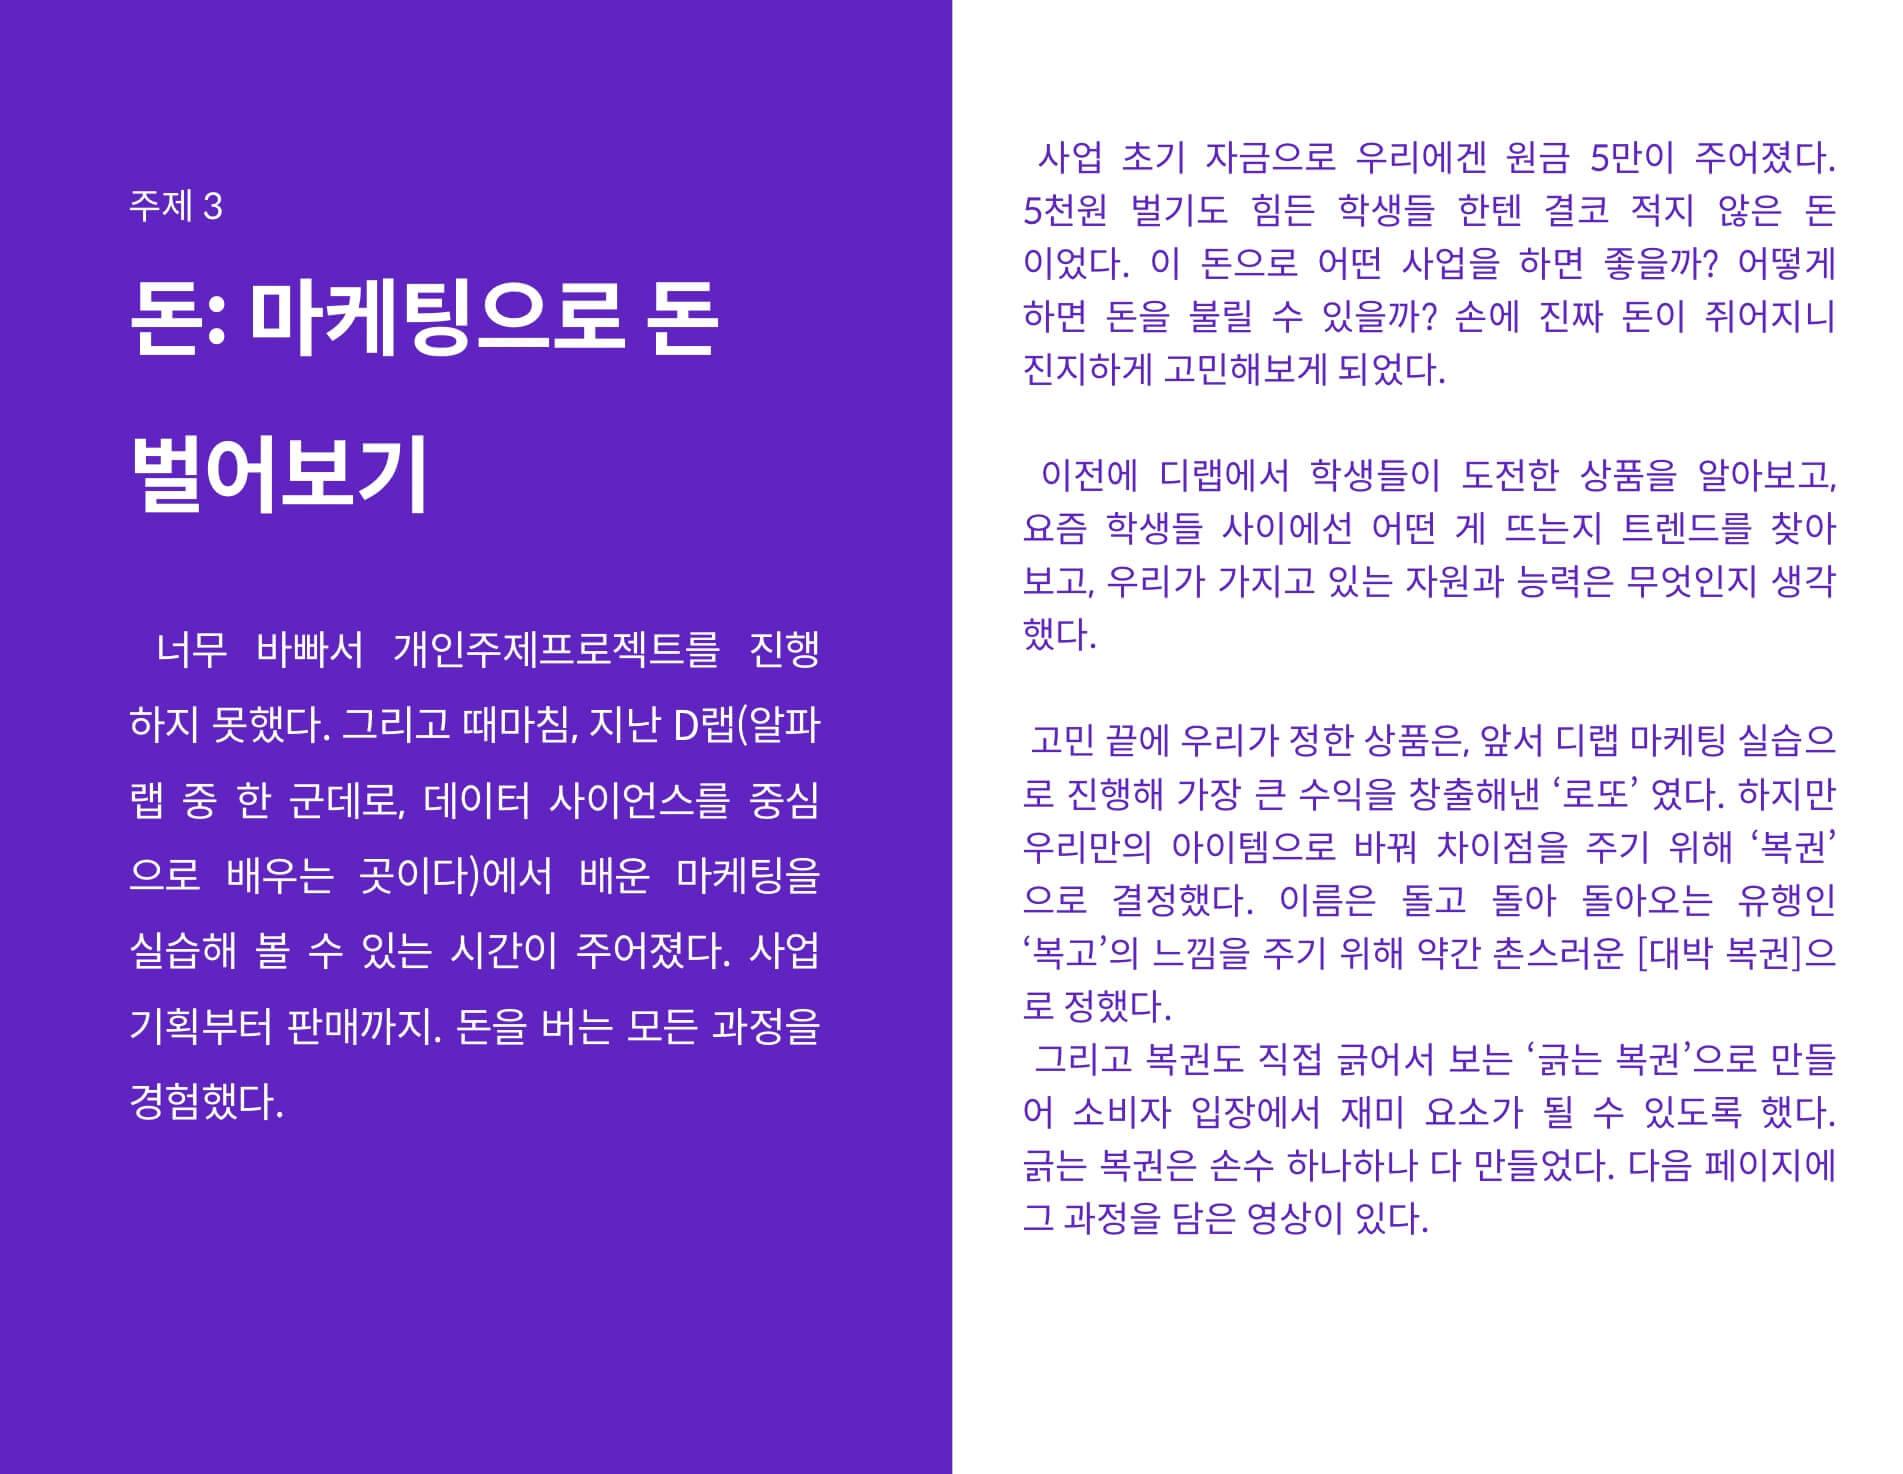 주제 3
돈: 마케팅으로 돈
벌어보기
너무 바빠서 개인주제프로젝트를 진행
하지 못했다. 그리고 때마침, 지난 D랩(알파
랩 중 한 군데로, 데이터 사이언스를 중심
으로 배우는 곳이다)에서 배운 마케팅을
실습해 볼 수 있는 시간이 주어졌다. 사업
기획부터 판매까지. 돈을 버는 모든 과정을
경험했다.
사업 초기 자금으로 우리에겐 원금 5만이 주어졌다.
5천원 벌기도 힘든 학생들 한텐 결코 적지 않은 돈
이었다. 이 돈으로 어떤 사업을 하면 좋을까? 어떻게
하면 돈을 불릴 수 있을까? 손에 진짜 돈이 쥐어지니
진지하게 고민해보게 되었다.
이전에 디랩에서 학생들이 도전한 상품을 알아보고,
요즘 학생들 사이에선 어떤 게 뜨는지 트렌드를 찾아
보고, 우리가 가지고 있는 자원과 능력은 무엇인지 생각
했다.
고민 끝에 우리가 정한 상품은, 앞서 디랩 마케팅 실습으
로 진행해 가장 큰 수익을 창출해낸 ‘로또’ 였다. 하지만
우리만의 아이템으로 바꿔 차이점을 주기 위해 ‘복권’
으로 결정했다. 이름은 돌고 돌아 돌아오는 유행인
‘복고’의 느낌을 주기 위해 약간 촌스러운 [대박 복권]으
로 정했다.
그리고 복권도 직접 긁어서 보는 ‘긁는 복권’으로 만들
어 소비자 입장에서 재미 요소가 될 수 있도록 했다.
긁는 복권은 손수 하나하나 다 만들었다. 다음 페이지에
그 과정을 담은 영상이 있다.